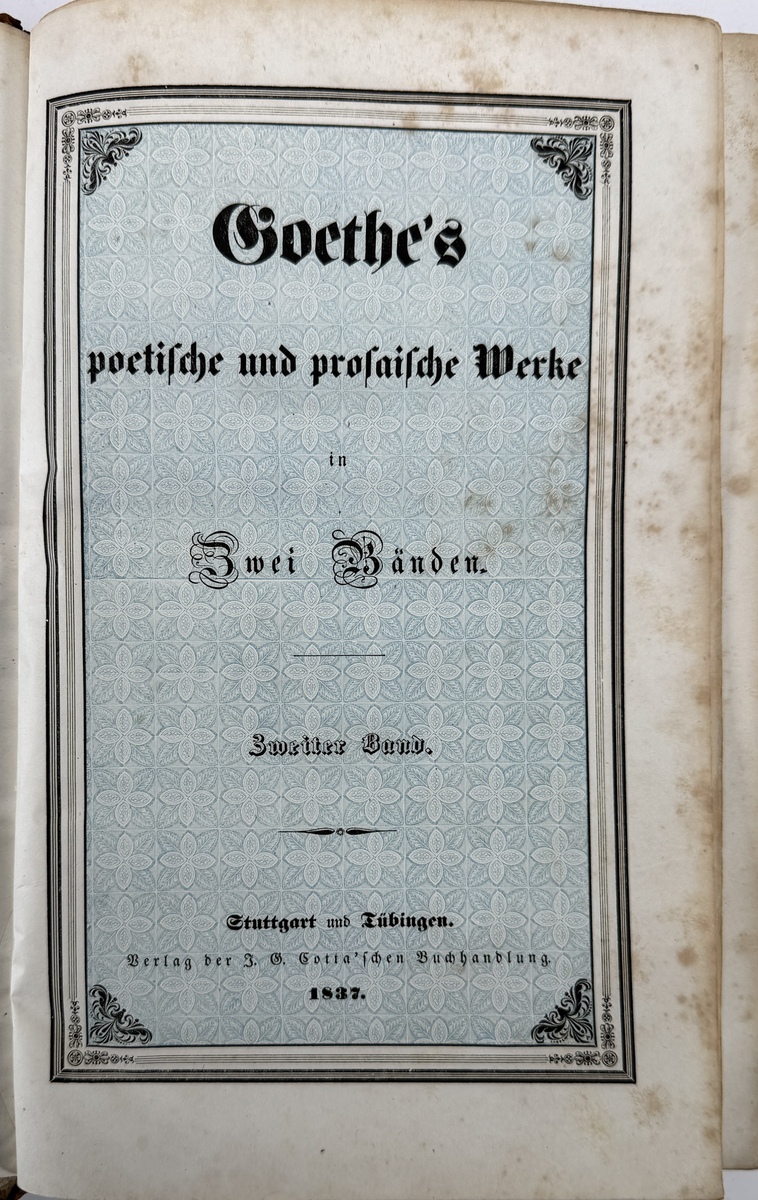 Goethe's
poetiſche und proſaiſche Werke
in
Zwei Bänden.
Zweiter Band.
Stuttgart und Tübingen.
Verlag der J. G. Cotta'ſchen Buchhandlung.
1837.